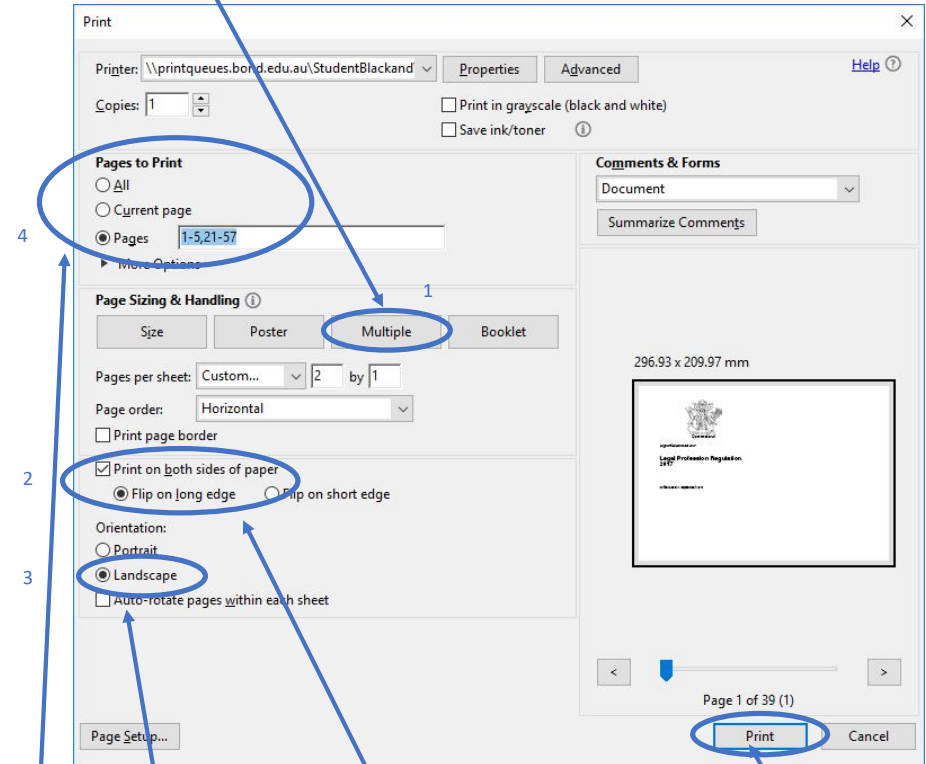 Print
Printer: \\printqueues.bond.edu.au\StudentBlackand Properties Advanced Help
Copies: 1 Print in grayscale (black and white)
Save ink/toner
Pages to Print
All
Current page
4
Pages 1-5,21-57
More Options
Comments & Forms
Document
Summarize Comments
Page Sizing & Handling
1
Size Poster Multiple Booklet
Pages per sheet: Custom... 2 by 1
Page order: Horizontal
Print page border
2
Print on both sides of paper
Flip on long edge Flip on short edge
Orientation:
Portrait
3
Landscape
Auto-rotate pages within each sheet
296.93 x 209.97 mm
Queensland
Legal Profession Regulation
2017
< >
Page 1 of 39 (1)
Page Setup... Print Cancel